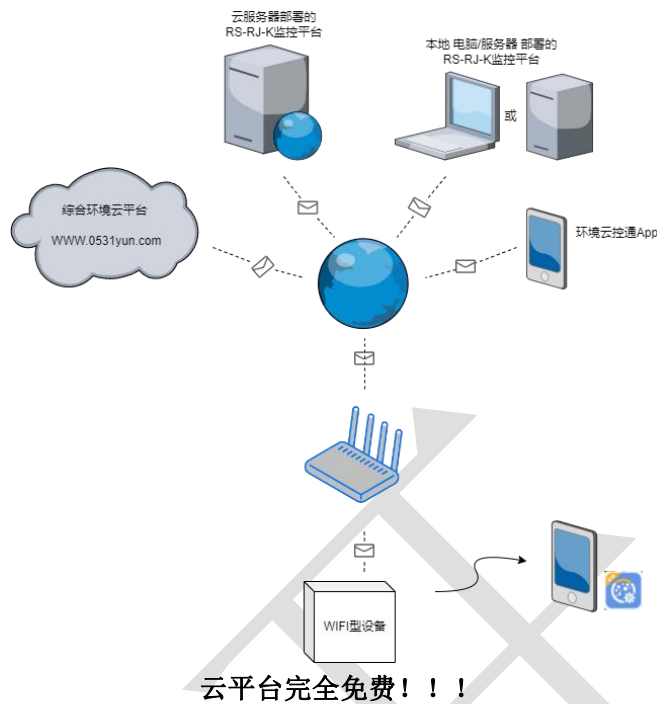 云服务器部署的
RS-RJ-K监控平台
本地 电脑/服务器 部署的
RS-RJ-K监控平台
或
综合环境云平台
WWW.0531yun.com
环境云控通App
WIFI型设备
云平台完全免费！！！